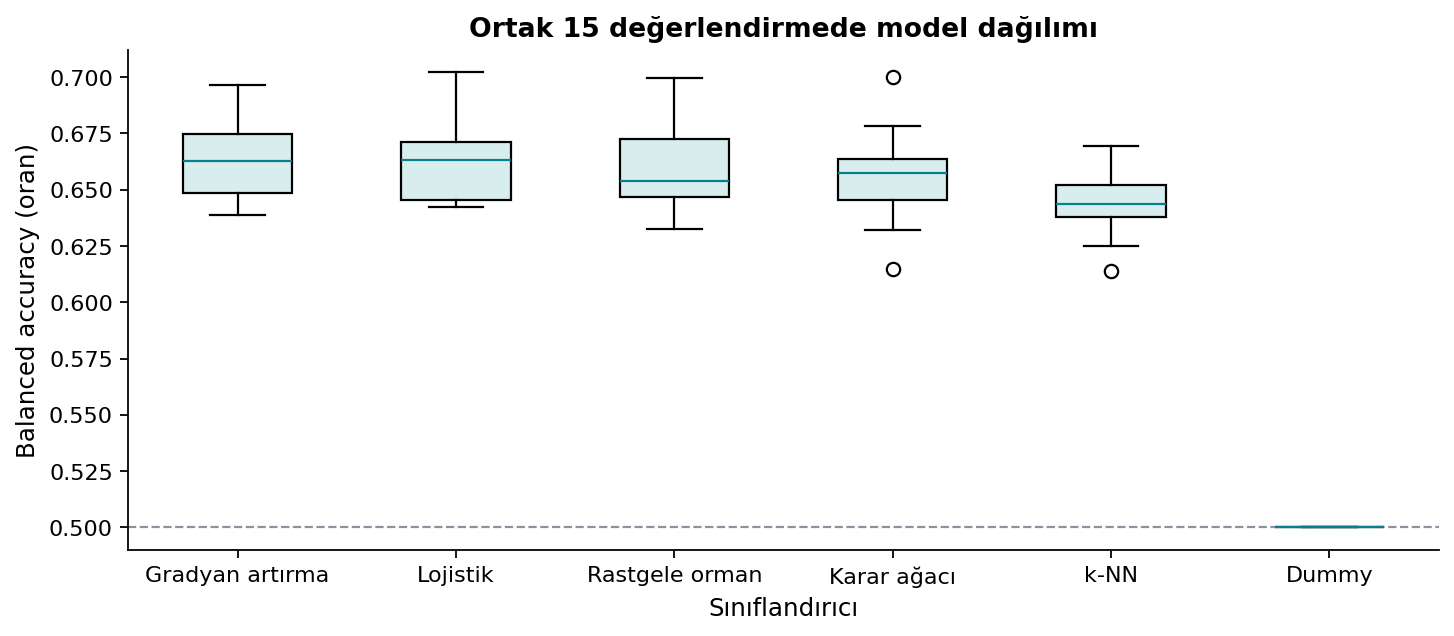 Ortak 15 değerlendirmede model dağılımı
Balanced accuracy (oran)
0.700
0.675
0.650
0.625
0.600
0.575
0.550
0.525
0.500
Gradyan artırma
Lojistik
Rastgele orman
Karar ağacı
k-NN
Dummy
Sınıflandırıcı